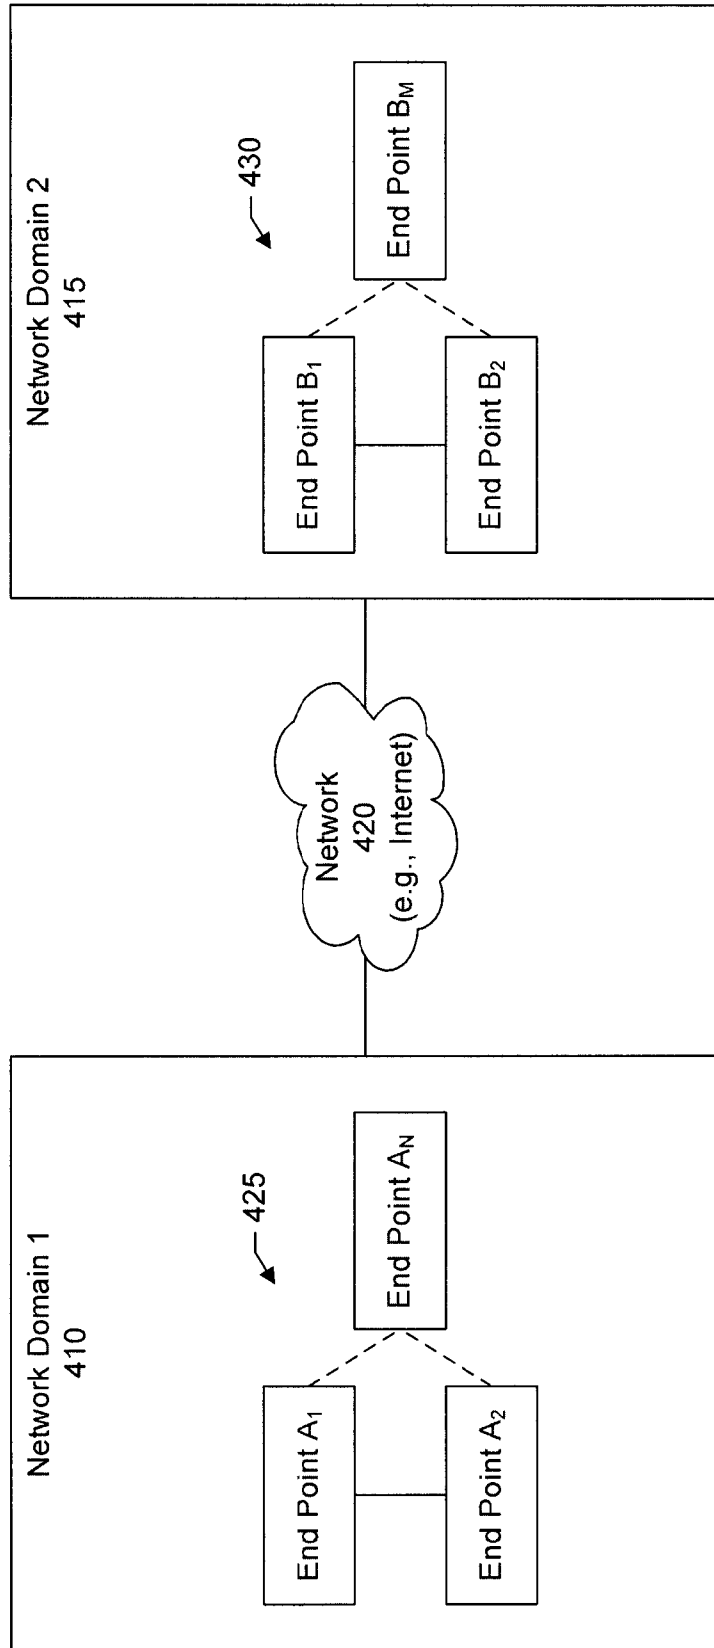 Network Domain 1
410
425
End Point A₁
End Point A₂
End Point Aɴ
Network
420
(e.g., Internet)
Network Domain 2
415
430
End Point B₁
End Point B₂
End Point Bᴍ